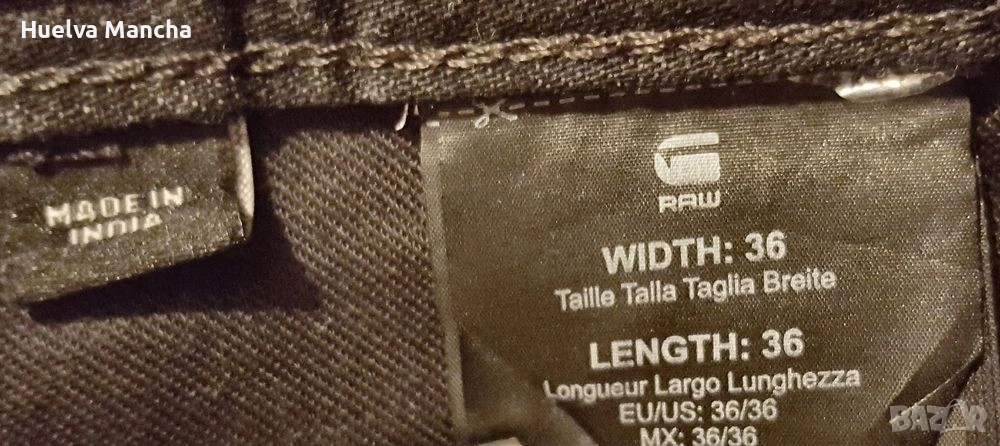 Huelva Mancha
MADE IN
INDIA
RAW
WIDTH: 36
Taille Talla Taglia Breite
LENGTH: 36
Longueur Largo Lunghezza
EU/US: 36/36
MX: 36/36
BAZAR